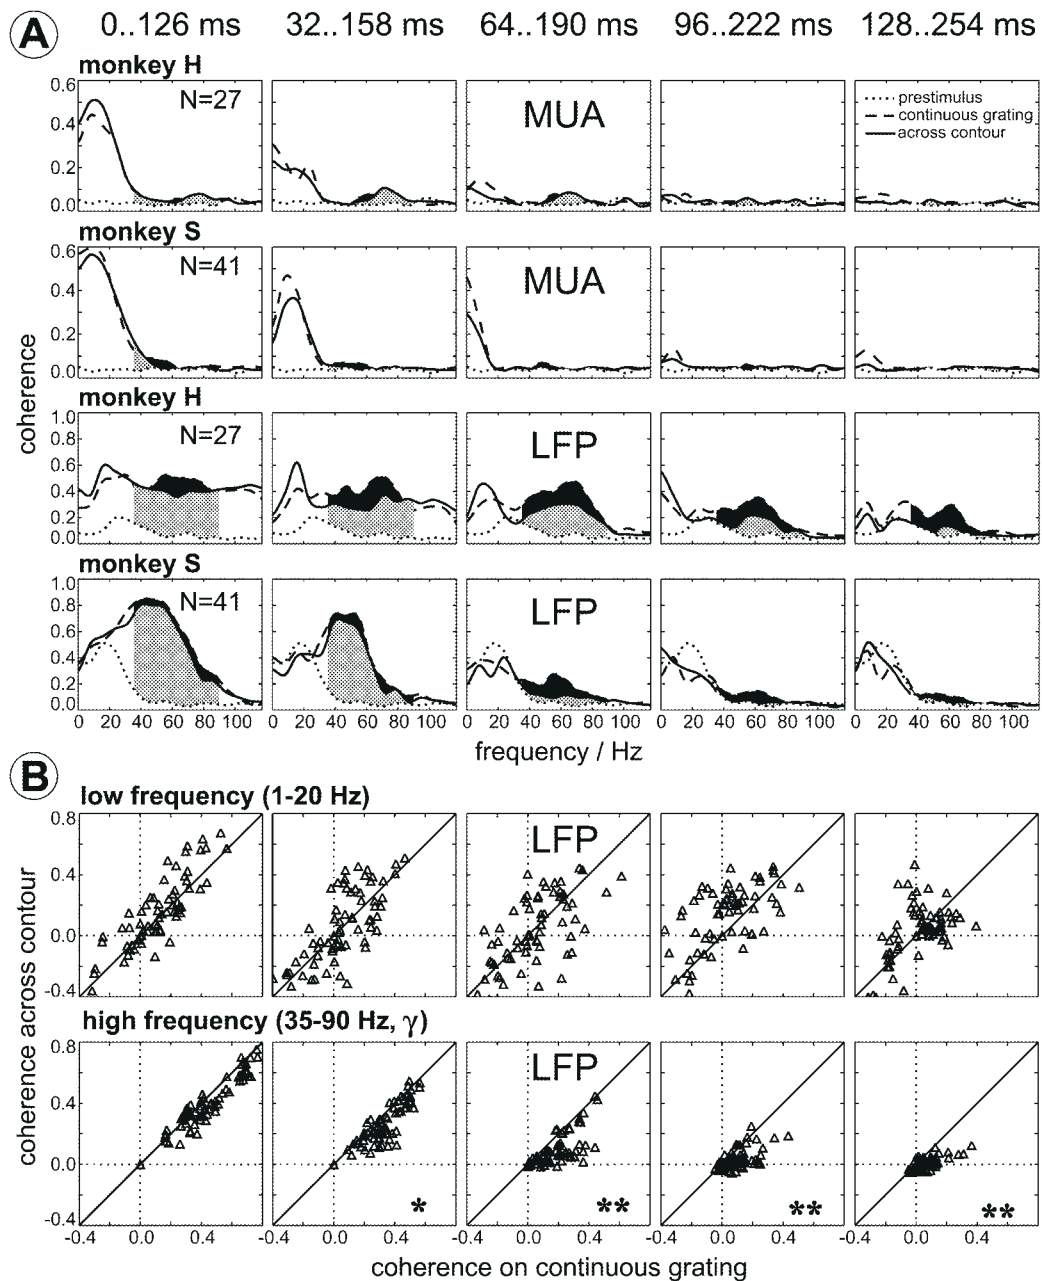 A
0..126 ms 32..158 ms 64..190 ms 96..222 ms 128..254 ms
monkey H
N=27
MUA
prestimulus
continuous grating
across contour
0.6
0.4
0.2
0.0
monkey S
N=41
MUA
0.6
0.4
0.2
0.0
coherence
monkey H
N=27
LFP
1.0
0.8
0.6
0.4
0.2
0.0
monkey S
N=41
LFP
1.0
0.8
0.6
0.4
0.2
0.0
0 20 40 60 80 100 0 20 40 60 80 100 0 20 40 60 80 100 0 20 40 60 80 100 0 20 40 60 80 100
frequency / Hz
B
low frequency (1-20 Hz)
LFP
0.8
0.4
0.0
-0.4
coherence across contour
high frequency (35-90 Hz, γ)
LFP
0.8
0.4
0.0
-0.4
* ** ** **
-0.4 0.0 0.4 -0.4 0.0 0.4 -0.4 0.0 0.4 -0.4 0.0 0.4 -0.4 0.0 0.4
coherence on continuous grating